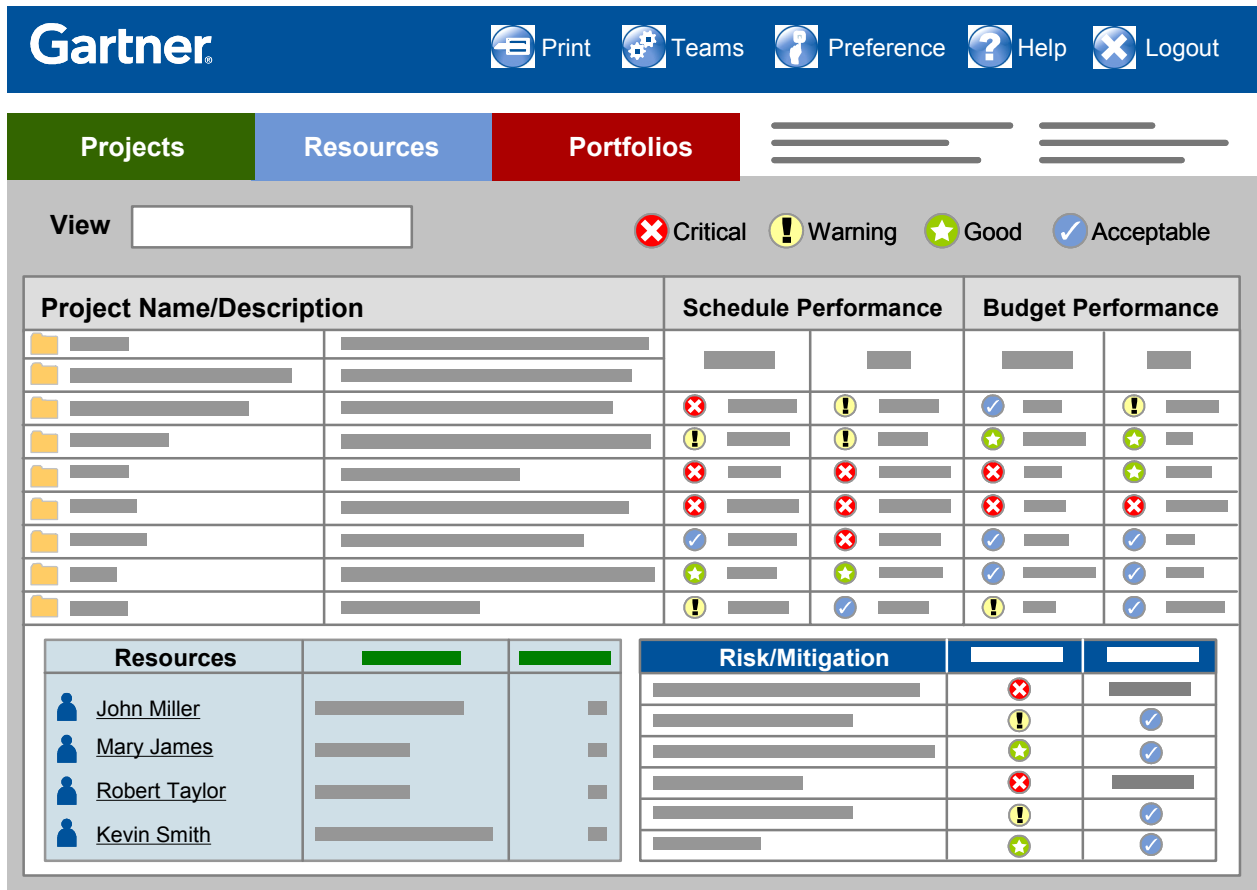 Gartner®
Print Teams Preference Help Logout
Projects Resources Portfolios
View Critical Warning Good Acceptable
Project Name/Description Schedule Performance Budget Performance
Resources Risk/Mitigation
John Miller
Mary James
Robert Taylor
Kevin Smith